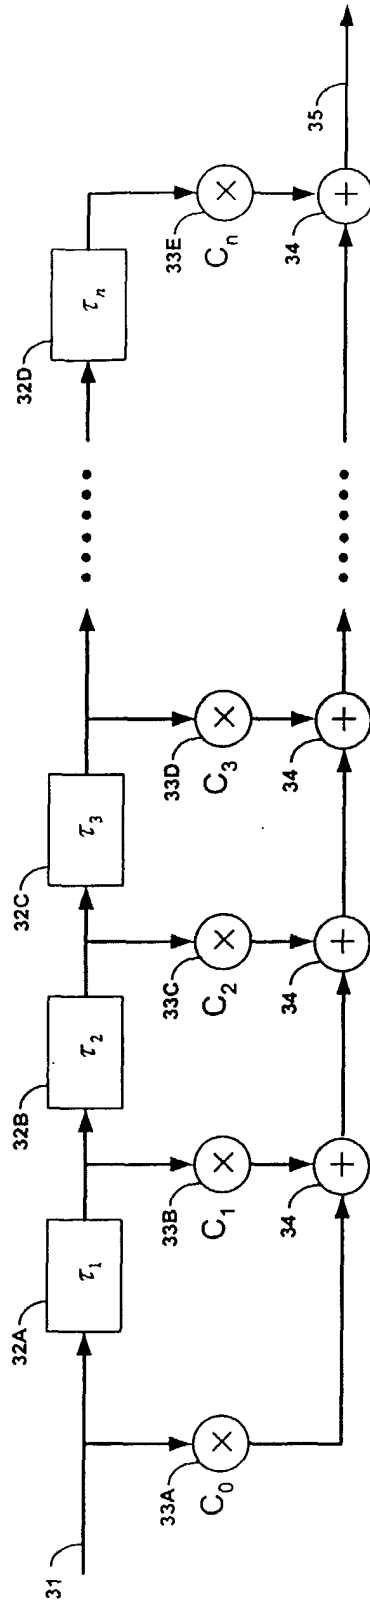 31
32A
τ₁
32B
τ₂
32C
τ₃
32D
τₙ
33A
×
C₀
33B
×
C₁
33C
×
C₂
33D
×
C₃
33E
×
Cₙ
34
+
34
+
34
+
34
+
35